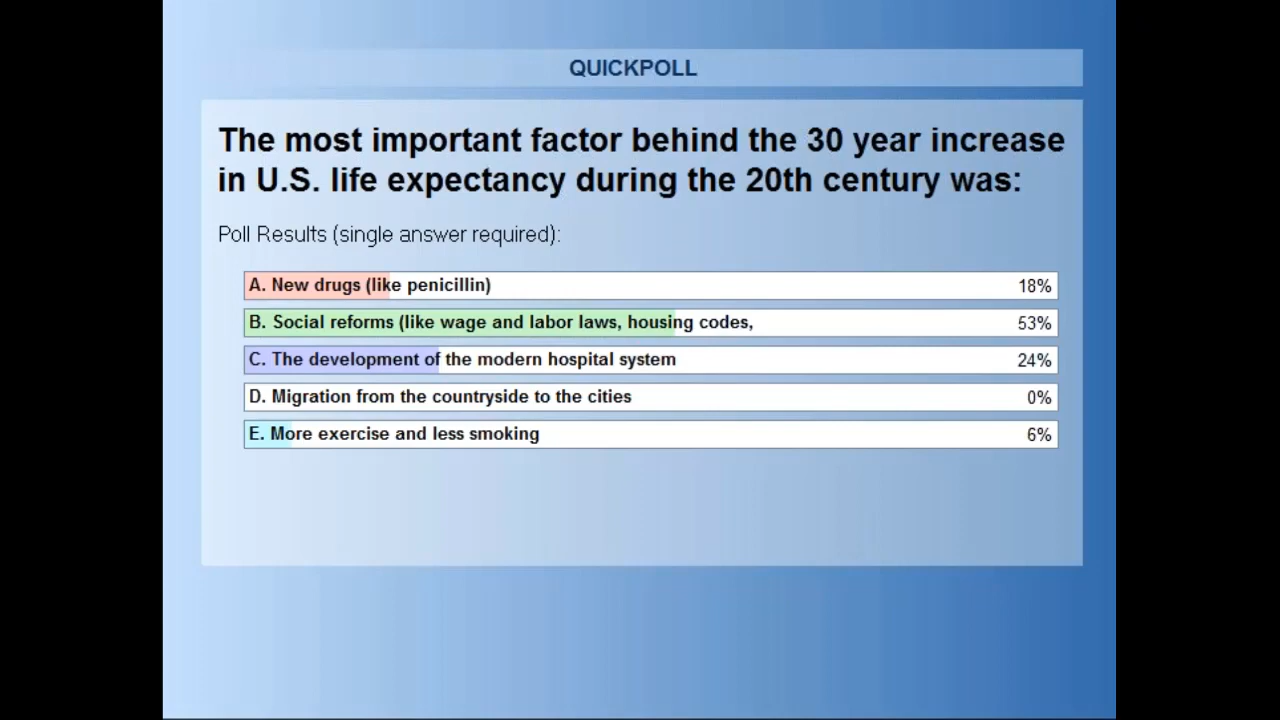 QUICKPOLL
The most important factor behind the 30 year increase
in U.S. life expectancy during the 20th century was:
Poll Results (single answer required):
A. New drugs (like penicillin) 18%
B. Social reforms (like wage and labor laws, housing codes, 53%
C. The development of the modern hospital system 24%
D. Migration from the countryside to the cities 0%
E. More exercise and less smoking 6%